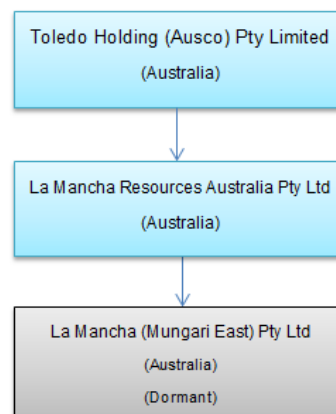 Toledo Holding (Ausco) Pty Limited
(Australia)
La Mancha Resources Australia Pty Ltd
(Australia)
La Mancha (Mungari East) Pty Ltd
(Australia)
(Dormant)